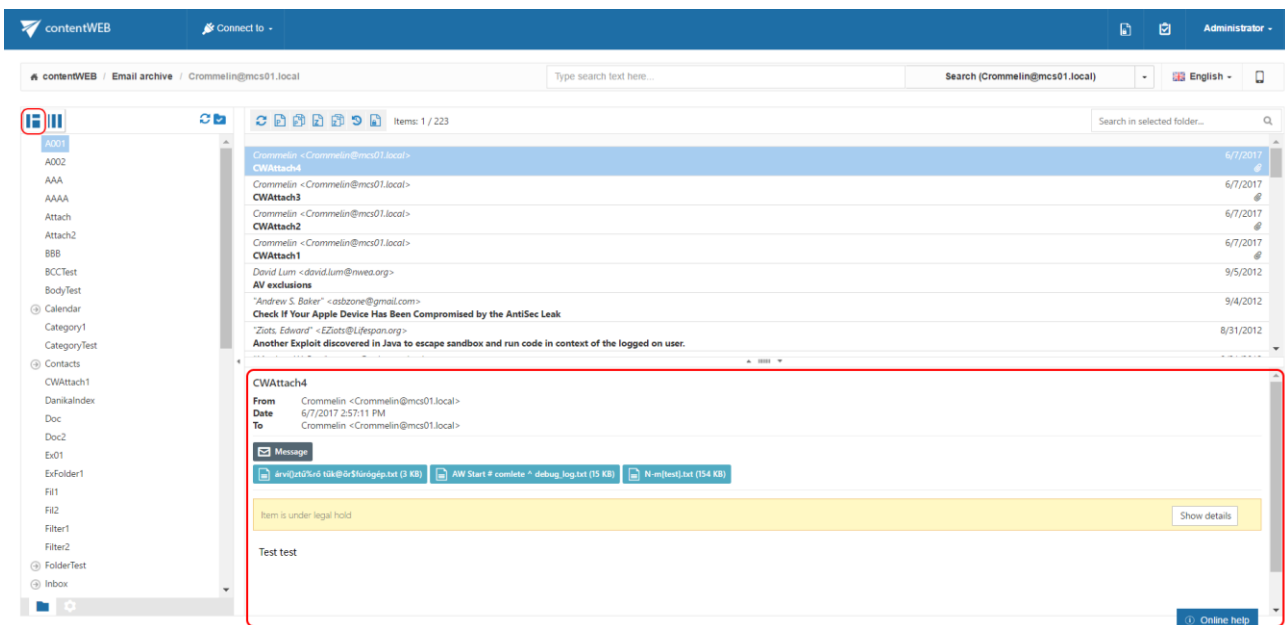 contentWEB
Connect to
Administrator
contentWEB / Email archive / Crommelin@mcs01.local
Type search text here...
Search (Crommelin@mcs01.local)
English
Items: 1 / 223
Search in selected folder...
A001
A002
AAA
AAAA
Attach
Attach2
BBB
BCCTest
BodyTest
Calendar
Category1
CategoryTest
Contacts
CWAttach1
DanikaIndex
Doc
Doc2
Ex01
ExFolder1
Fil1
Fil2
Filter1
Filter2
FolderTest
Inbox
Crommelin <Crommelin@mcs01.local> 6/7/2017
CWAttach4
Crommelin <Crommelin@mcs01.local> 6/7/2017
CWAttach3
Crommelin <Crommelin@mcs01.local> 6/7/2017
CWAttach2
Crommelin <Crommelin@mcs01.local> 6/7/2017
CWAttach1
David Lum <david.lum@nwea.org> 9/5/2012
AV exclusions
"Andrew S. Baker" <asbzone@gmail.com> 9/4/2012
Check If Your Apple Device Has Been Compromised by the AntiSec Leak
"Ziots, Edward" <EZiots@Lifespan.org> 8/31/2012
Another Exploit discovered in Java to escape sandbox and run code in context of the logged on user.
CWAttach4
From Crommelin <Crommelin@mcs01.local>
Date 6/7/2017 2:57:11 PM
To Crommelin <Crommelin@mcs01.local>
Message
árví()ztű%rő tük@ör$fúrógép.txt (3 KB)
AW Start # comlete ^ debug_log.txt (15 KB)
N-m[test].txt (154 KB)
Item is under legal hold
Show details
Test test
Online help